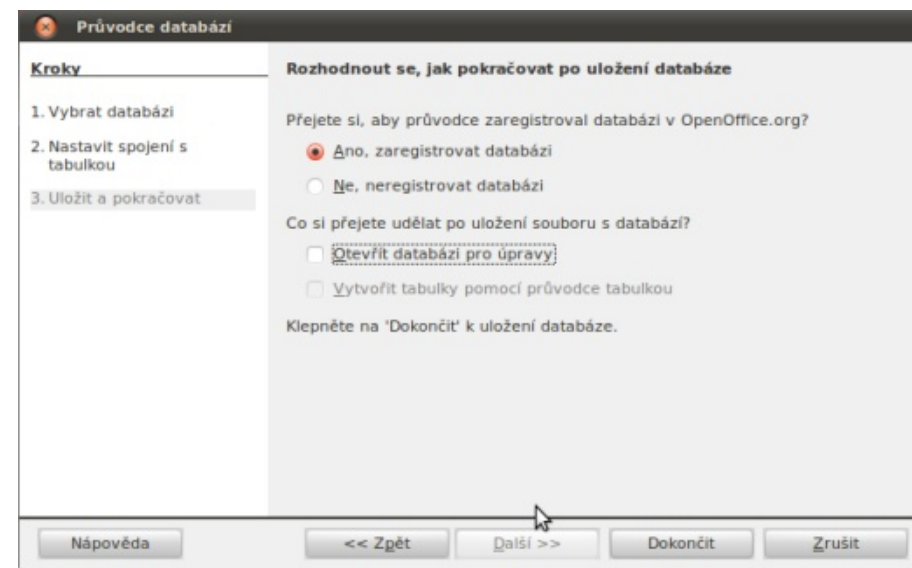 Průvodce databází
Kroky
1. Vybrat databázi
2. Nastavit spojení s
tabulkou
3. Uložit a pokračovat
Rozhodnout se, jak pokračovat po uložení databáze
Přejete si, aby průvodce zaregistroval databázi v OpenOffice.org?
Ano, zaregistrovat databázi
Ne, neregistrovat databázi
Co si přejete udělat po uložení souboru s databází?
Otevřít databázi pro úpravy
Vytvořit tabulky pomocí průvodce tabulkou
Klepněte na 'Dokončit' k uložení databáze.
Nápověda
<< Zpět
Další >>
Dokončit
Zrušit